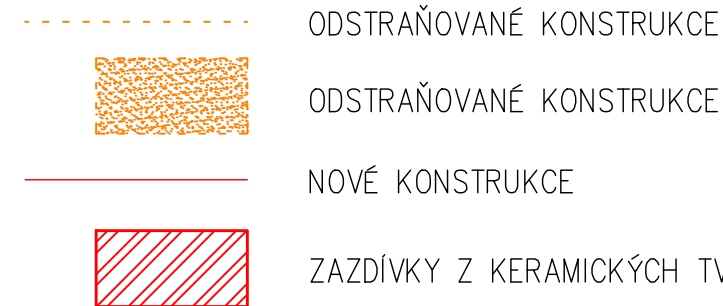 ODSTRAŇOVANÉ KONSTRUKCE
ODSTRAŇOVANÉ KONSTRUKCE
NOVÉ KONSTRUKCE
ZAZDÍVKY Z KERAMICKÝCH